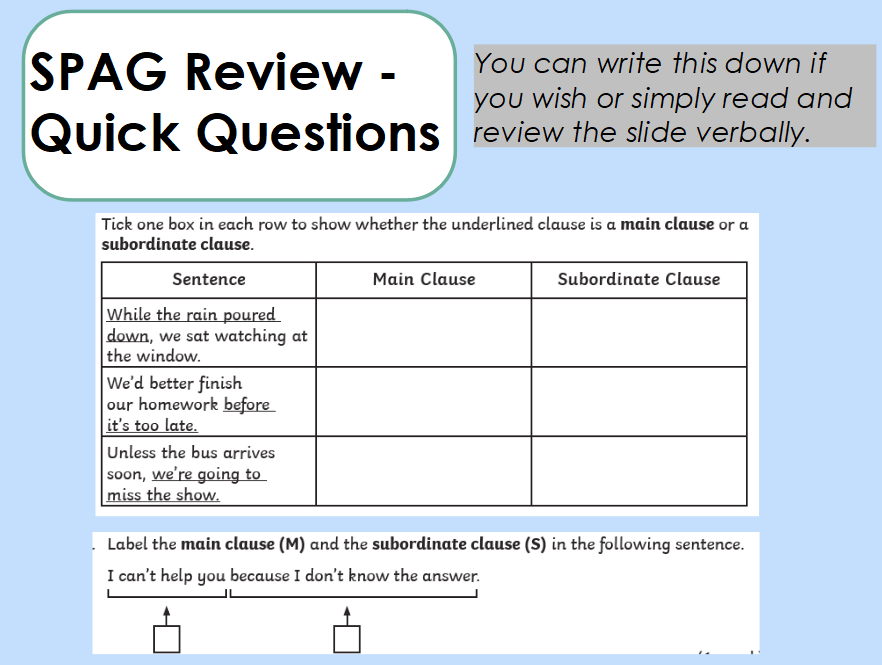 SPAG Review -
Quick Questions
You can write this down if
you wish or simply read and
review the slide verbally.
Tick one box in each row to show whether the underlined clause is a main clause or a
subordinate clause.
Sentence Main Clause Subordinate Clause
While the rain poured
down, we sat watching at
the window.
We'd better finish
our homework before
it's too late.
Unless the bus arrives
soon, we're going to
miss the show.
. Label the main clause (M) and the subordinate clause (S) in the following sentence.
I can't help you because I don't know the answer.